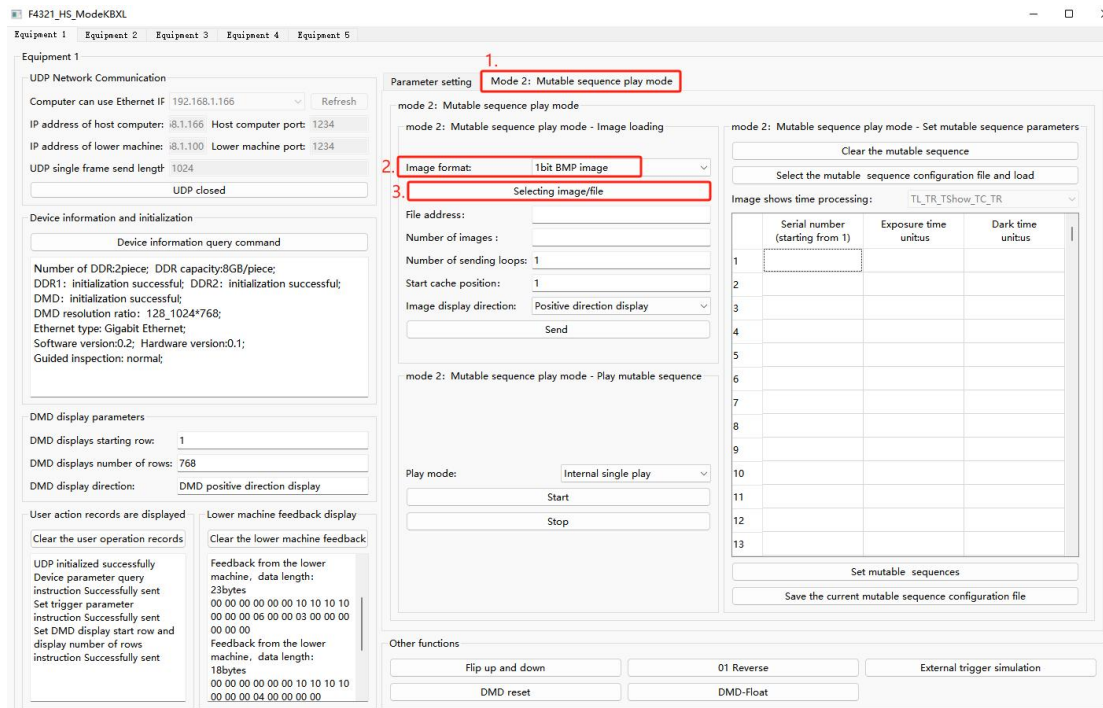 F4321_HS_ModeKBXL
Equipment 1 Equipment 2 Equipment 3 Equipment 4 Equipment 5
Equipment 1
UDP Network Communication
Computer can use Ethernet IF 192.168.1.166 Refresh
IP address of host computer: i8.1.166 Host computer port: 1234
IP address of lower machine: i8.1.100 Lower machine port: 1234
UDP single frame send length 1024
UDP closed
Device information and initialization
Device information query command
Number of DDR:2piece; DDR capacity:8GB/piece;
DDR1: initialization successful; DDR2: initialization successful;
DMD: initialization successful;
DMD resolution ratio: 128_1024*768;
Ethernet type: Gigabit Ethernet;
Software version:0.2; Hardware version:0.1;
Guided inspection: normal;
DMD display parameters
DMD displays starting row: 1
DMD displays number of rows: 768
DMD display direction: DMD positive direction display
User action records are displayed
Clear the user operation records
UDP initialized successfully
Device parameter query
instruction Successfully sent
Set trigger parameter
instruction Successfully sent
Set DMD display start row and
display number of rows
instruction Successfully sent
Lower machine feedback display
Clear the lower machine feedback
Feedback from the lower
machine, data length:
23bytes
00 00 00 00 00 00 10 10 10 10
00 00 00 06 00 00 03 00 00 00
00 00 00
Feedback from the lower
machine, data length:
18bytes
00 00 00 00 00 00 10 10 10 10
00 00 00 04 00 00 00 00
1.
Parameter setting Mode 2: Mutable sequence play mode
mode 2: Mutable sequence play mode
mode 2: Mutable sequence play mode - Image loading
2. Image format: 1bit BMP image
3. Selecting image/file
File address:
Number of images :
Number of sending loops: 1
Start cache position: 1
Image display direction: Positive direction display
Send
mode 2: Mutable sequence play mode - Play mutable sequence
Play mode: Internal single play
Start
Stop
mode 2: Mutable sequence play mode - Set mutable sequence parameters
Clear the mutable sequence
Select the mutable sequence configuration file and load
Image shows time processing: TL_TR_TShow_TC_TR
Serial number Exposure time Dark time
(starting from 1) unit:us unit:us
1
2
3
4
5
6
7
8
9
10
11
12
13
Set mutable sequences
Save the current mutable sequence configuration file
Other functions
Flip up and down 01 Reverse External trigger simulation
DMD reset DMD-Float